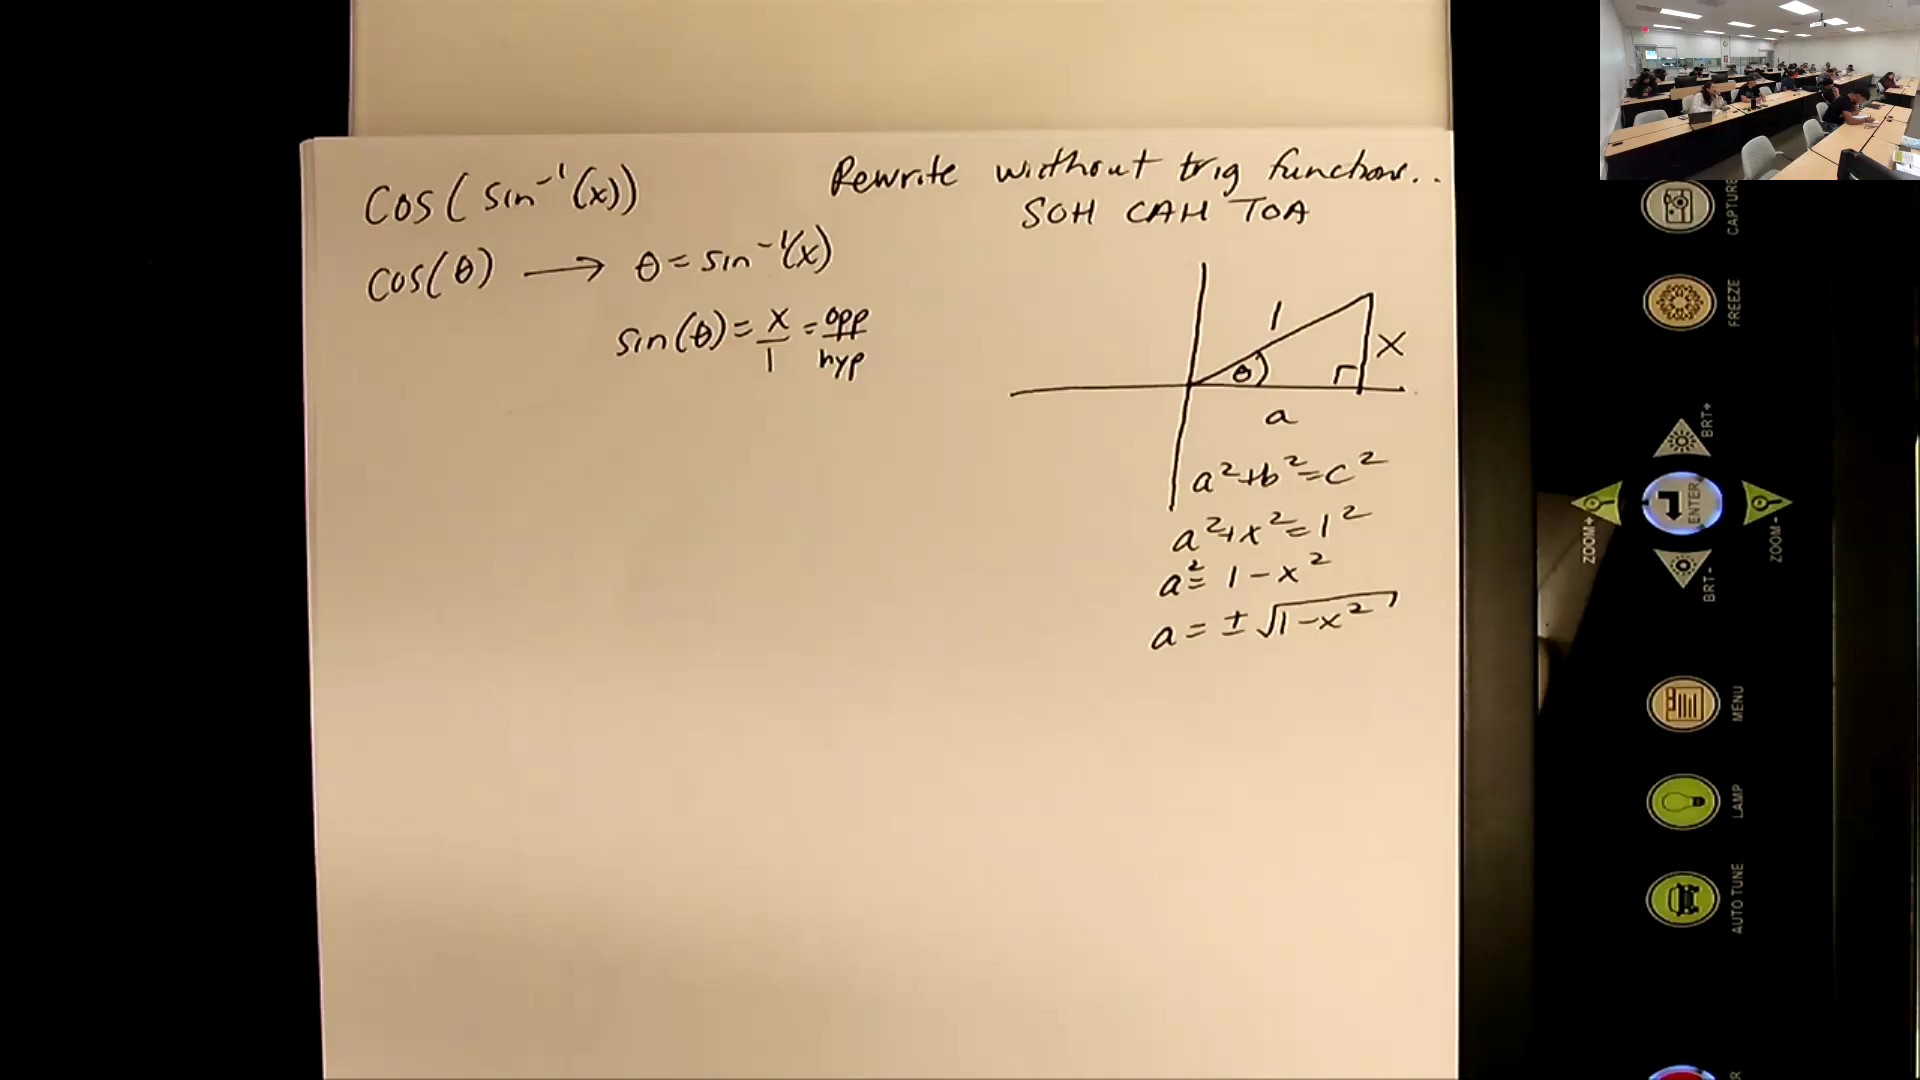 cos(sin⁻¹(x))
Rewrite without trig functions..
SOH CAH TOA
cos(θ) → θ = sin⁻¹(x)
sin(θ) = x/1 = opp/hyp
1
x
θ
a
a²+b²=c²
a²+x²=1²
a²=1-x²
a=±√1-x²
CAPTURE
FREEZE
BRT+
ZOOM+
ENTER
ZOOM-
BRT-
MENU
LAMP
AUTO TUNE